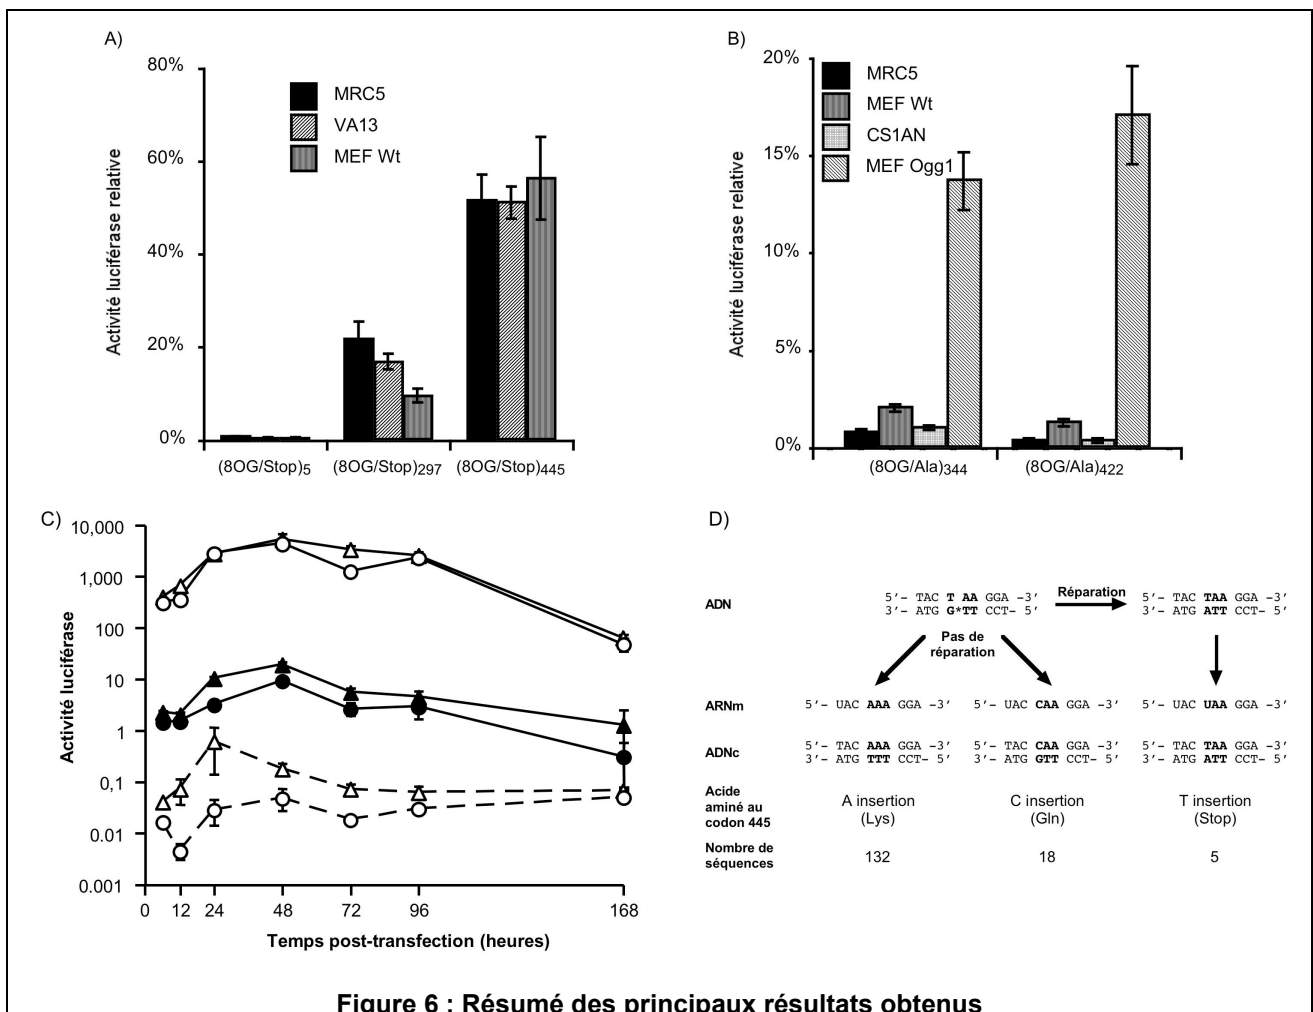 A)
80%
60%
40%
20%
0%
Activité luciférase relative
MRC5
VA13
MEF Wt
(8OG/Stop)5
(8OG/Stop)297
(8OG/Stop)445
B)
20%
15%
10%
5%
0%
Activité luciférase relative
MRC5
MEF Wt
CS1AN
MEF Ogg1
(8OG/Ala)344
(8OG/Ala)422
C)
10,000
1,000
100
10
1
0,1
0.01
0.001
Activité luciférase
0 12 24 48 72 96 168
Temps post-transfection (heures)
D)
ADN
5'- TAC T AA GGA -3'
3'- ATG G*TT CCT- 5'
Réparation
5'- TAC TAA GGA -3'
3'- ATG ATT CCT- 5'
Pas de
réparation
ARNm
5'- UAC AAA GGA -3'
5'- UAC CAA GGA -3'
5'- UAC UAA GGA -3'
ADNc
5'- TAC AAA GGA -3'
3'- ATG TTT CCT- 5'
5'- TAC CAA GGA -3'
3'- ATG GTT CCT- 5'
5'- TAC TAA GGA -3'
3'- ATG ATT CCT- 5'
Acide
aminé au
codon 445
A insertion
(Lys)
C insertion
(Gln)
T insertion
(Stop)
Nombre de
séquences
132
18
5
Figure 6 : Résumé des principaux résultats obtenus